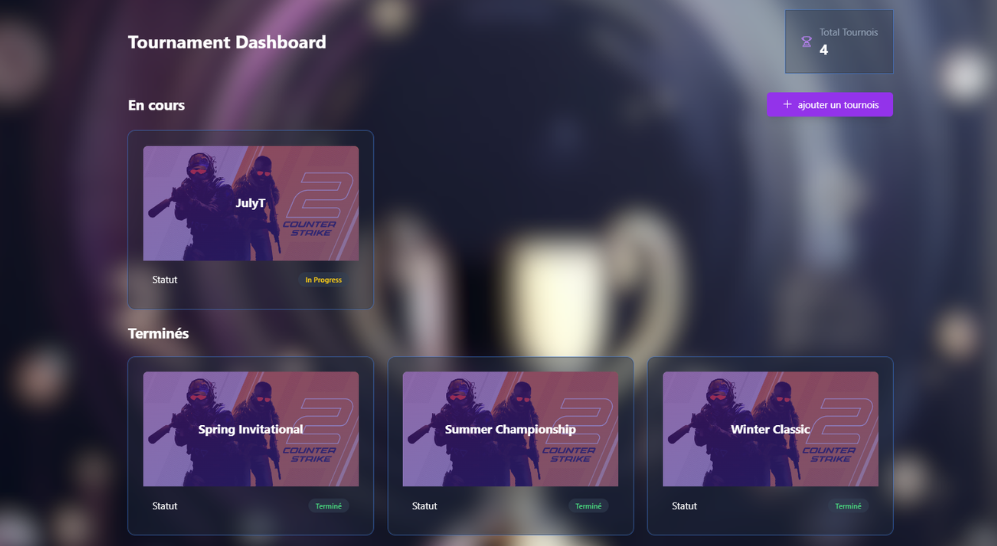 Tournament Dashboard
Total Tournois
4
En cours
ajouter un tournois
JulyT
2
COUNTER
STRIKE
Statut
In Progress
Terminés
Spring Invitational
2
COUNTER
STRIKE
Statut
Terminé
Summer Championship
2
COUNTER
STRIKE
Statut
Terminé
Winter Classic
2
COUNTER
STRIKE
Statut
Terminé